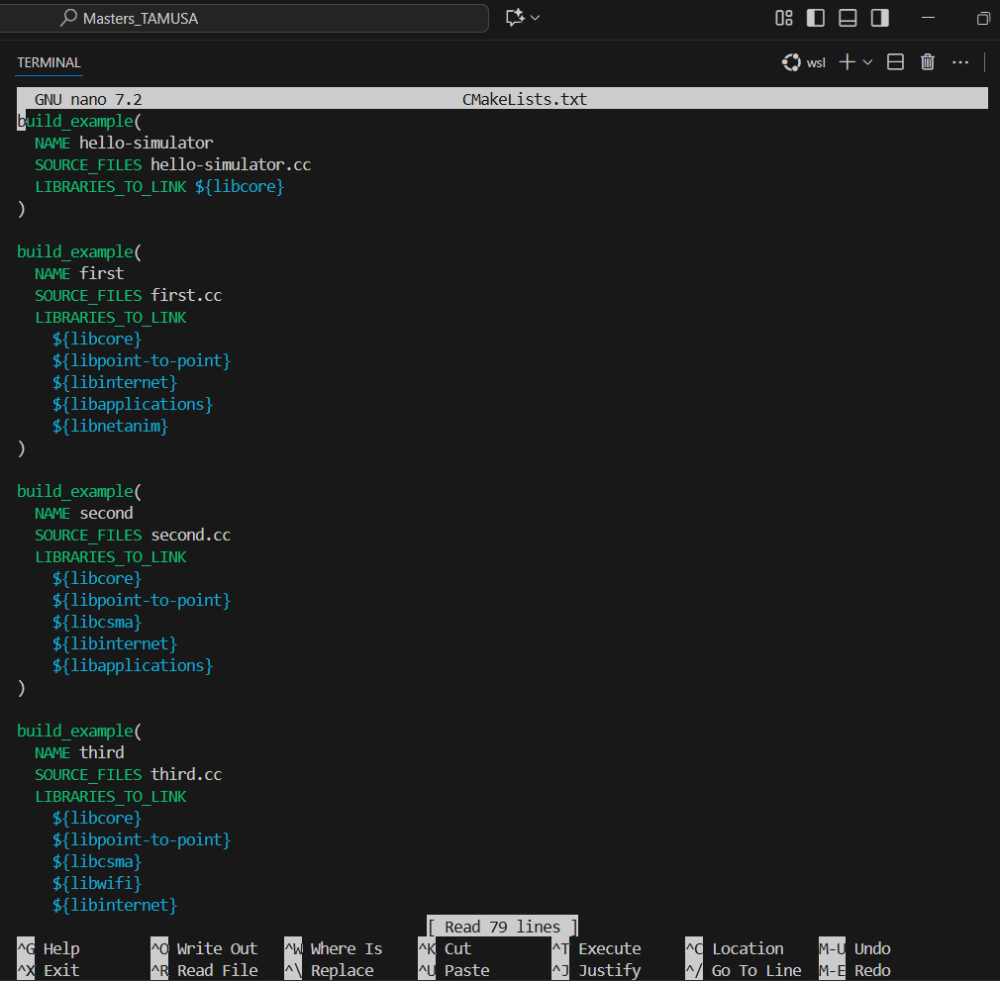 Masters_TAMUSA
TERMINAL
wsl
GNU nano 7.2 CMakeLists.txt
build_example(
  NAME hello-simulator
  SOURCE_FILES hello-simulator.cc
  LIBRARIES_TO_LINK ${libcore}
)

build_example(
  NAME first
  SOURCE_FILES first.cc
  LIBRARIES_TO_LINK
    ${libcore}
    ${libpoint-to-point}
    ${libinternet}
    ${libapplications}
    ${libnetanim}
)

build_example(
  NAME second
  SOURCE_FILES second.cc
  LIBRARIES_TO_LINK
    ${libcore}
    ${libpoint-to-point}
    ${libcsma}
    ${libinternet}
    ${libapplications}
)

build_example(
  NAME third
  SOURCE_FILES third.cc
  LIBRARIES_TO_LINK
    ${libcore}
    ${libpoint-to-point}
    ${libcsma}
    ${libwifi}
    ${libinternet}
[ Read 79 lines ]
^G Help ^O Write Out ^W Where Is ^K Cut ^T Execute ^C Location M-U Undo
^X Exit ^R Read File ^\ Replace ^U Paste ^J Justify ^/ Go To Line M-E Redo